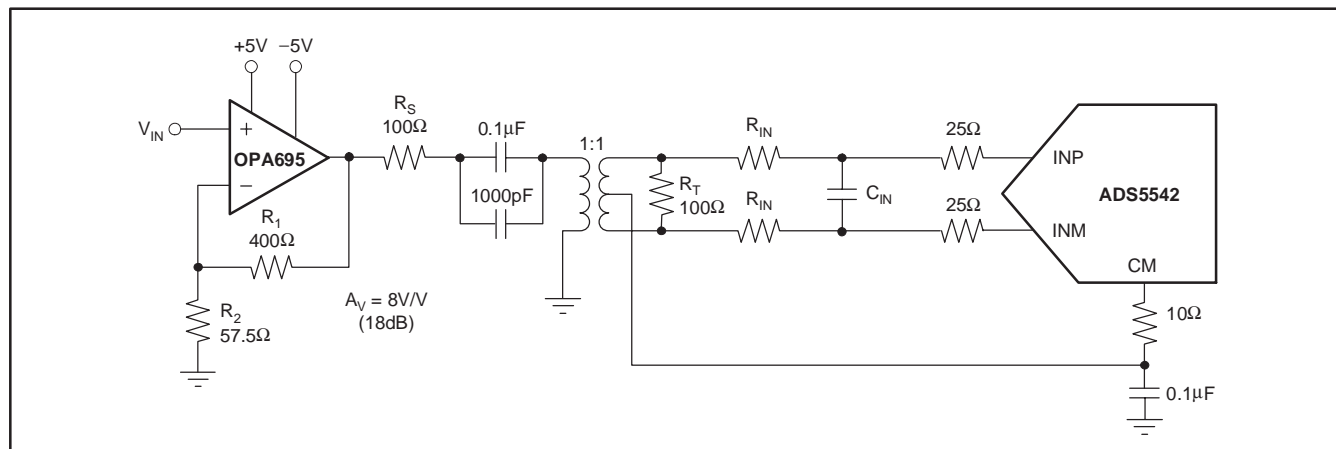 +5V −5V
V_IN
+
OPA695
−
R_S
100Ω
0.1μF
1000pF
1:1
R_T
100Ω
R_IN
R_IN
C_IN
25Ω
25Ω
INP
INM
ADS5542
CM
10Ω
0.1μF
R_1
400Ω
R_2
57.5Ω
A_V = 8V/V
(18dB)